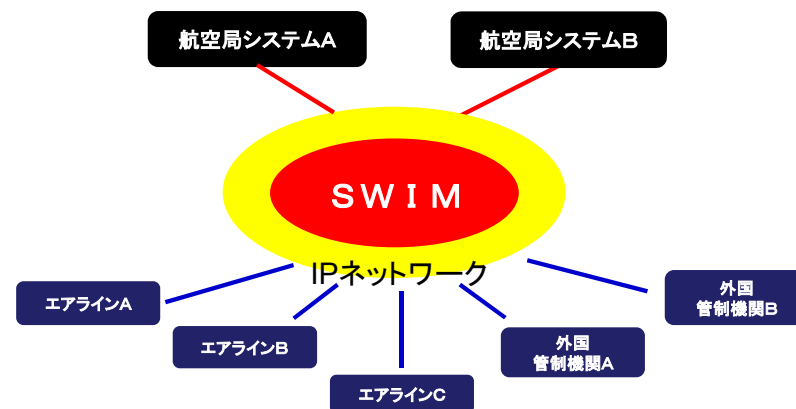 航空局システムA
航空局システムB
SWIM
IPネットワーク
エアラインA
エアラインB
エアラインC
外国
管制機関A
外国
管制機関B